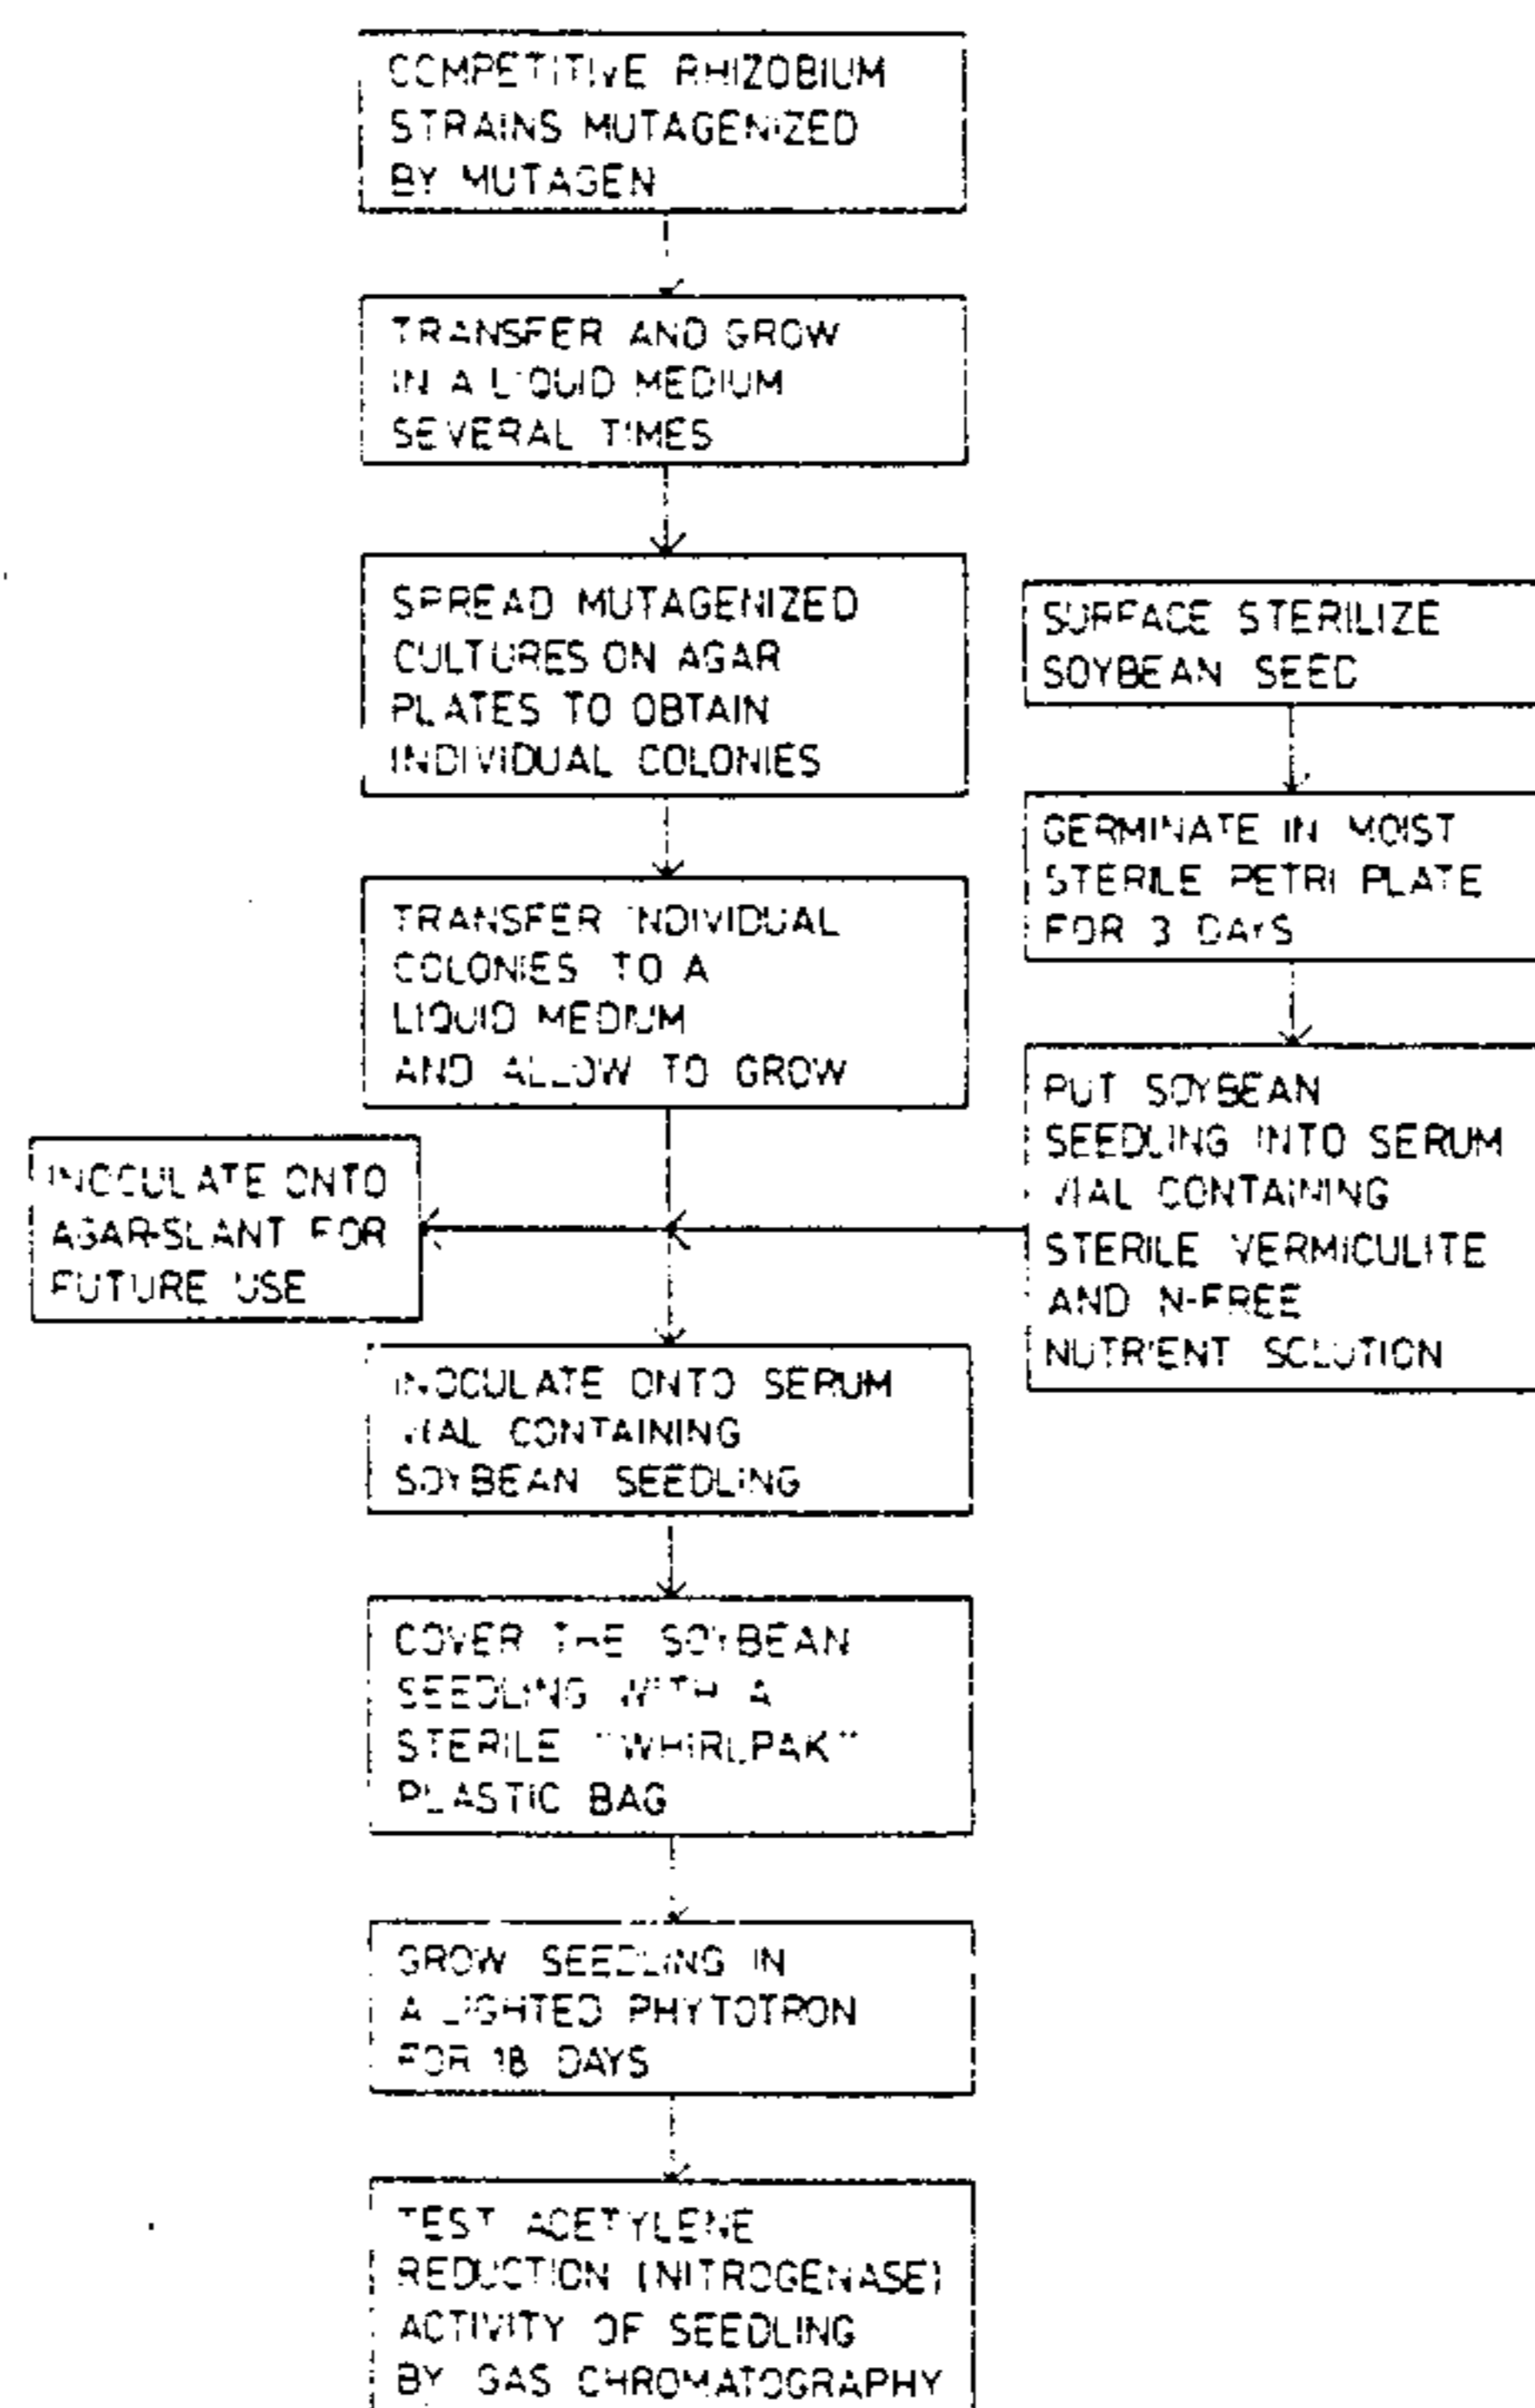 COMPETITIVE RHIZOBIUM
STRAINS MUTAGENIZED
BY MUTAGEN
TRANSFER AND GROW
IN A LIQUID MEDIUM
SEVERAL TIMES
SPREAD MUTAGENIZED
CULTURES ON AGAR
PLATES TO OBTAIN
INDIVIDUAL COLONIES
TRANSFER INDIVIDUAL
COLONIES TO A
LIQUID MEDIUM
AND ALLOW TO GROW
SURFACE STERILIZE
SOYBEAN SEED
GERMINATE IN MOIST
STERILE PETRI PLATE
FOR 3 DAYS
PUT SOYBEAN
SEEDLING INTO SERUM
VIAL CONTAINING
STERILE VERMICULITE
AND N-FREE
NUTRIENT SOLUTION
INOCULATE ONTO
AGAR-SLANT FOR
FUTURE USE
INOCULATE ONTO SERUM
VIAL CONTAINING
SOYBEAN SEEDLING
COVER THE SOYBEAN
SEEDLING WITH A
STERILE "WHIRLPAK"
PLASTIC BAG
GROW SEEDLING IN
A LIGHTED PHYTOTRON
FOR 18 DAYS
TEST ACETYLENE
REDUCTION (NITROGENASE)
ACTIVITY OF SEEDLING
BY GAS CHROMATOGRAPHY